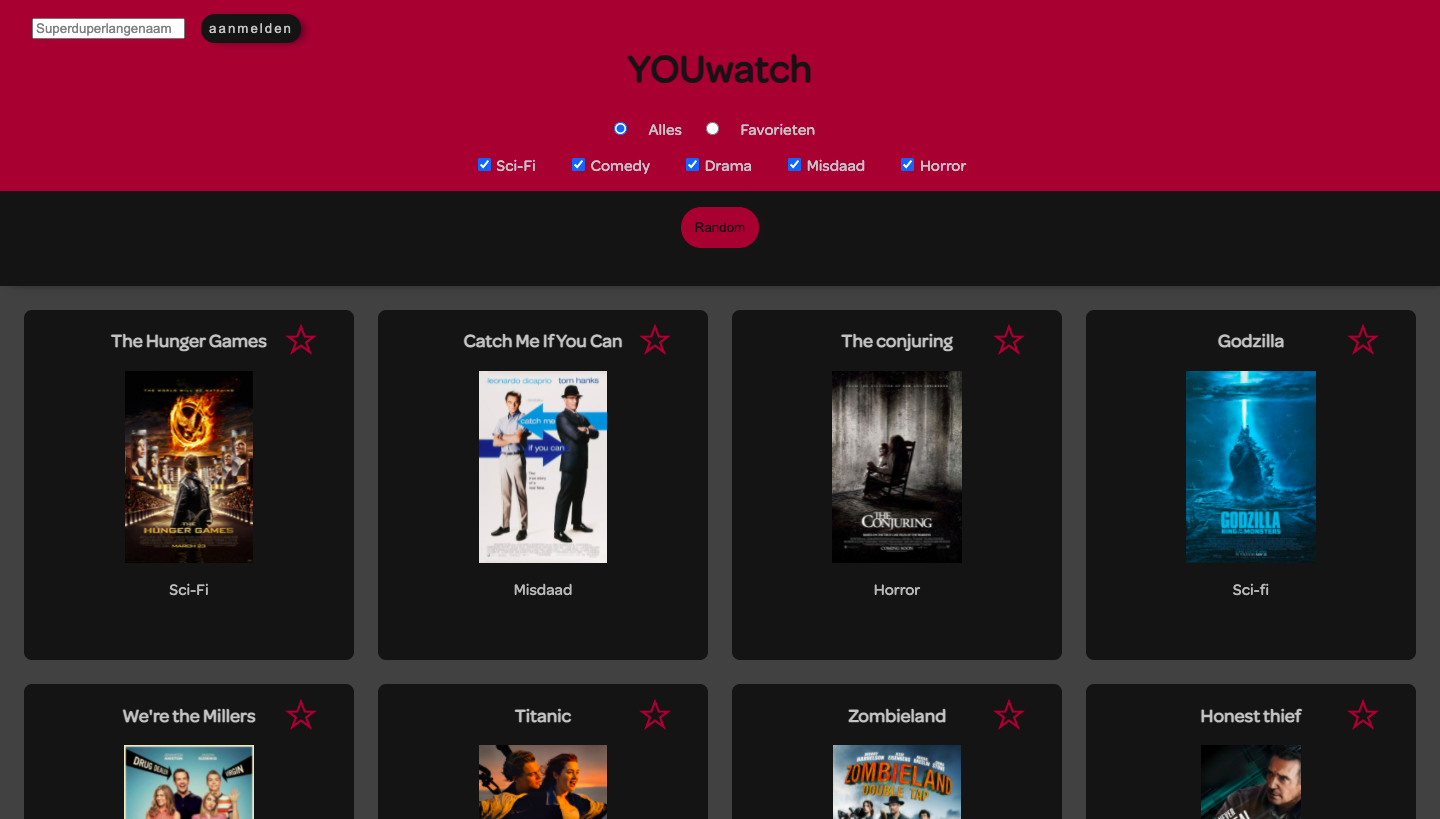 Superduperlangenaam aanmelden
YOUwatch
Alles Favorieten
Sci-Fi Comedy Drama Misdaad Horror
Random
The Hunger Games
Catch Me If You Can
The conjuring
Godzilla
THE
HUNGER GAMES
MARCH 23
leonardo dicaprio tom hanks
catch me
if you can
THE
CONJURING
GODZILLA
KING OF THE MONSTERS
Sci-Fi
Misdaad
Horror
Sci-fi
We're the Millers
Titanic
Zombieland
Honest thief
DRUG DEALER
VIRGIN
ZOMBIELAND
DOUBLE TAP